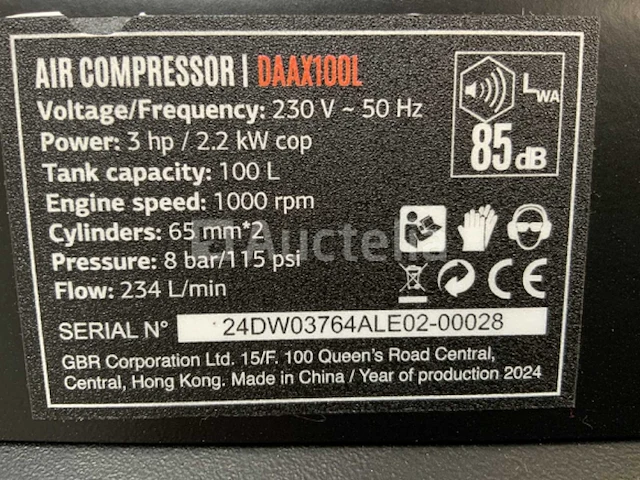 AIR COMPRESSOR | DAAX100L
Voltage/Frequency: 230 V ~ 50 Hz
Power: 3 hp / 2.2 kW cop
Tank capacity: 100 L
Engine speed: 1000 rpm
Cylinders: 65 mm*2
Pressure: 8 bar/115 psi
Flow: 234 L/min
LWA
85 dB
CE
SERIAL N° 24DW03764ALE02-00028
GBR Corporation Ltd. 15/F. 100 Queen's Road Central,
Central, Hong Kong. Made in China / Year of production 2024
Auctelia